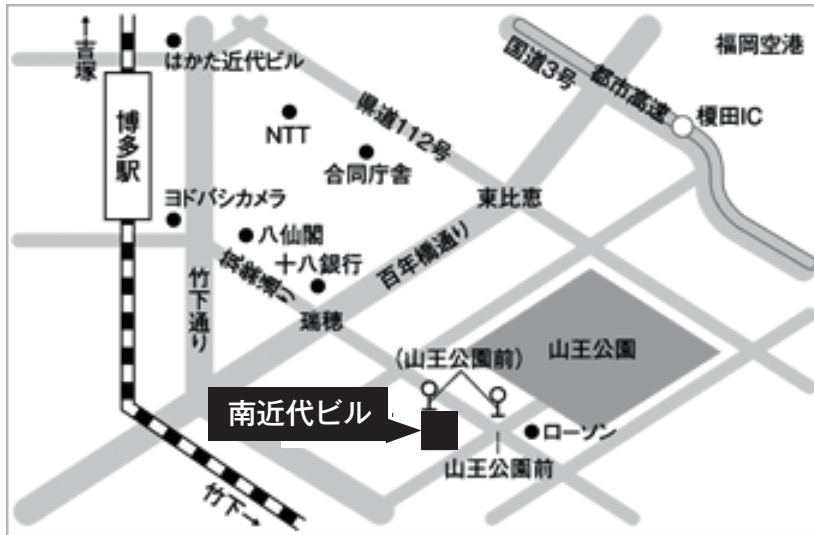 ←吉塚
はかた近代ビル
博多駅
NTT
合同庁舎
県道112号
国道3号
都市高速
福岡空港
榎田IC
ヨドバシカメラ
八仙閣
十八銀行
筑紫通り
竹下通り
百年橋通り
東比恵
瑞穂
山王公園
(山王公園前)
南近代ビル
ローソン
山王公園前
竹下→